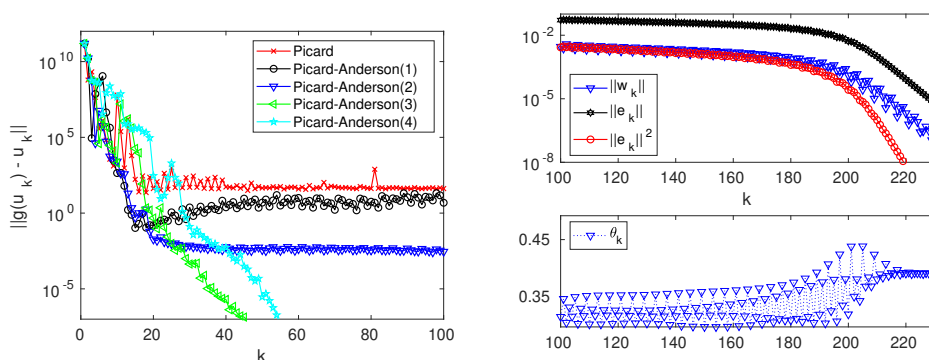 ||g(u_k) - u_k||
10^10
10^5
10^0
10^-5
0 20 40 60 80 100
k
Picard
Picard-Anderson(1)
Picard-Anderson(2)
Picard-Anderson(3)
Picard-Anderson(4)
10^-2
10^-5
10^-8
||w_k||
||e_k||
||e_k||^2
100 120 140 160 180 200 220
k
θ_k
0.45
0.35
100 120 140 160 180 200 220